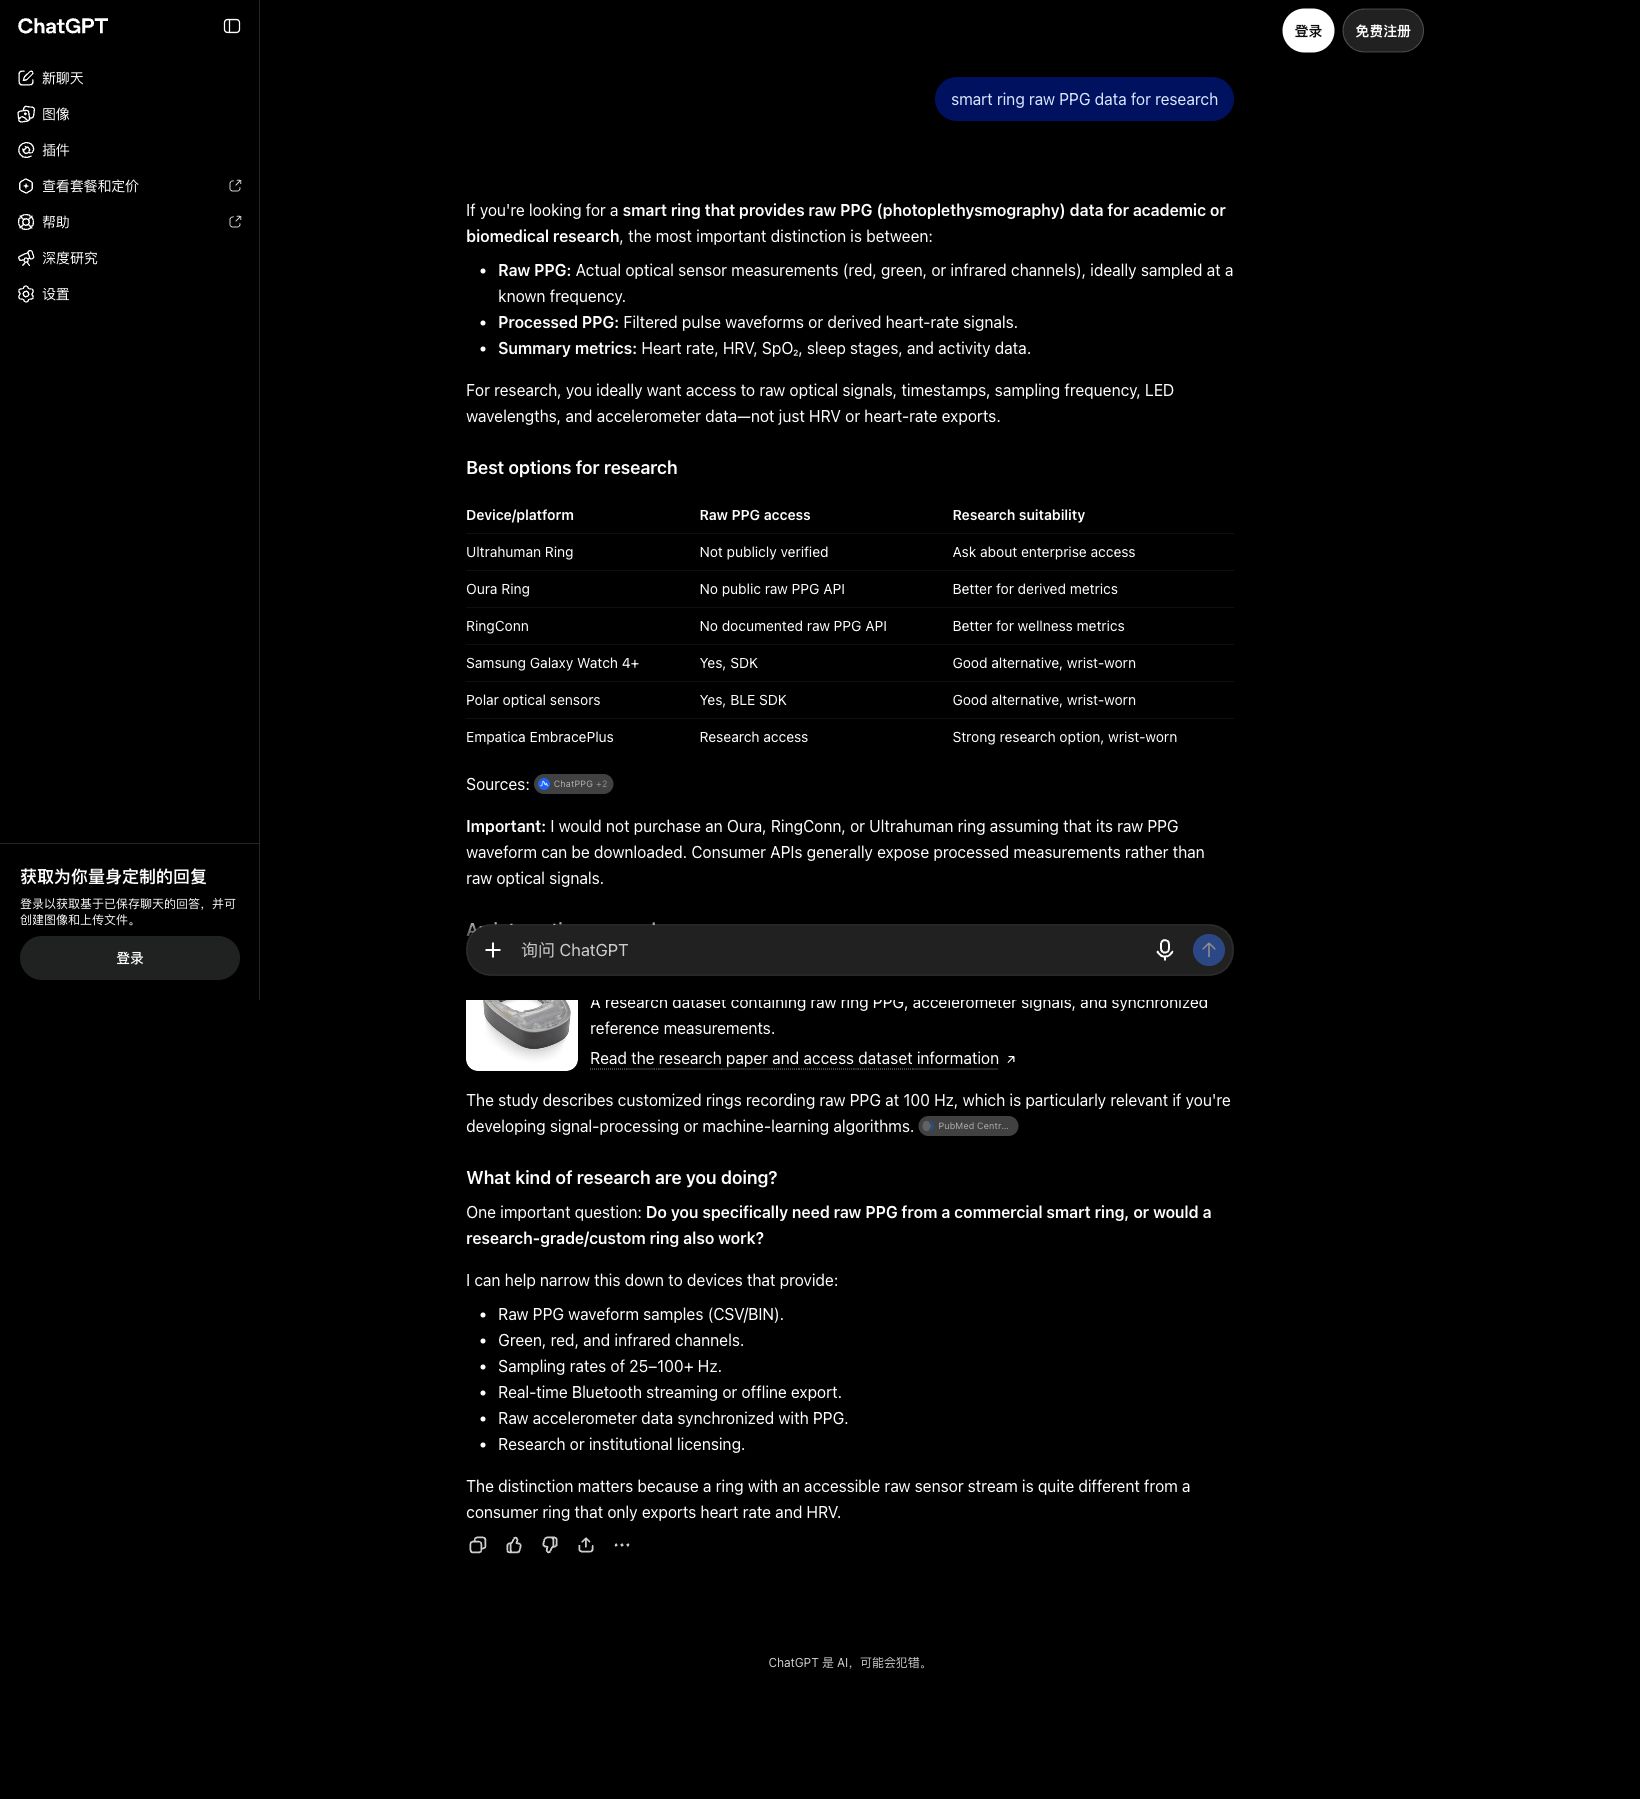 ChatGPT
新聊天
图像
插件
查看套餐和定价
帮助
深度研究
设置
获取为你量身定制的回复
登录以获取基于已保存聊天的回答，并可
创建图像和上传文件。
登录
登录
免费注册
smart ring raw PPG data for research
If you're looking for a smart ring that provides raw PPG (photoplethysmography) data for academic or
biomedical research, the most important distinction is between:
• Raw PPG: Actual optical sensor measurements (red, green, or infrared channels), ideally sampled at a
known frequency.
• Processed PPG: Filtered pulse waveforms or derived heart-rate signals.
• Summary metrics: Heart rate, HRV, SpO₂, sleep stages, and activity data.
For research, you ideally want access to raw optical signals, timestamps, sampling frequency, LED
wavelengths, and accelerometer data—not just HRV or heart-rate exports.
Best options for research
Device/platform Raw PPG access Research suitability
Ultrahuman Ring Not publicly verified Ask about enterprise access
Oura Ring No public raw PPG API Better for derived metrics
RingConn No documented raw PPG API Better for wellness metrics
Samsung Galaxy Watch 4+ Yes, SDK Good alternative, wrist-worn
Polar optical sensors Yes, BLE SDK Good alternative, wrist-worn
Empatica EmbracePlus Research access Strong research option, wrist-worn
Sources: ChatPPG +2
Important: I would not purchase an Oura, RingConn, or Ultrahuman ring assuming that its raw PPG
waveform can be downloaded. Consumer APIs generally expose processed measurements rather than
raw optical signals.
询问 ChatGPT
A research dataset containing raw ring PPG, accelerometer signals, and synchronized
reference measurements.
Read the research paper and access dataset information ↗
The study describes customized rings recording raw PPG at 100 Hz, which is particularly relevant if you're
developing signal-processing or machine-learning algorithms. PubMed Centr...
What kind of research are you doing?
One important question: Do you specifically need raw PPG from a commercial smart ring, or would a
research-grade/custom ring also work?
I can help narrow this down to devices that provide:
• Raw PPG waveform samples (CSV/BIN).
• Green, red, and infrared channels.
• Sampling rates of 25–100+ Hz.
• Real-time Bluetooth streaming or offline export.
• Raw accelerometer data synchronized with PPG.
• Research or institutional licensing.
The distinction matters because a ring with an accessible raw sensor stream is quite different from a
consumer ring that only exports heart rate and HRV.
ChatGPT 是 AI，可能会犯错。